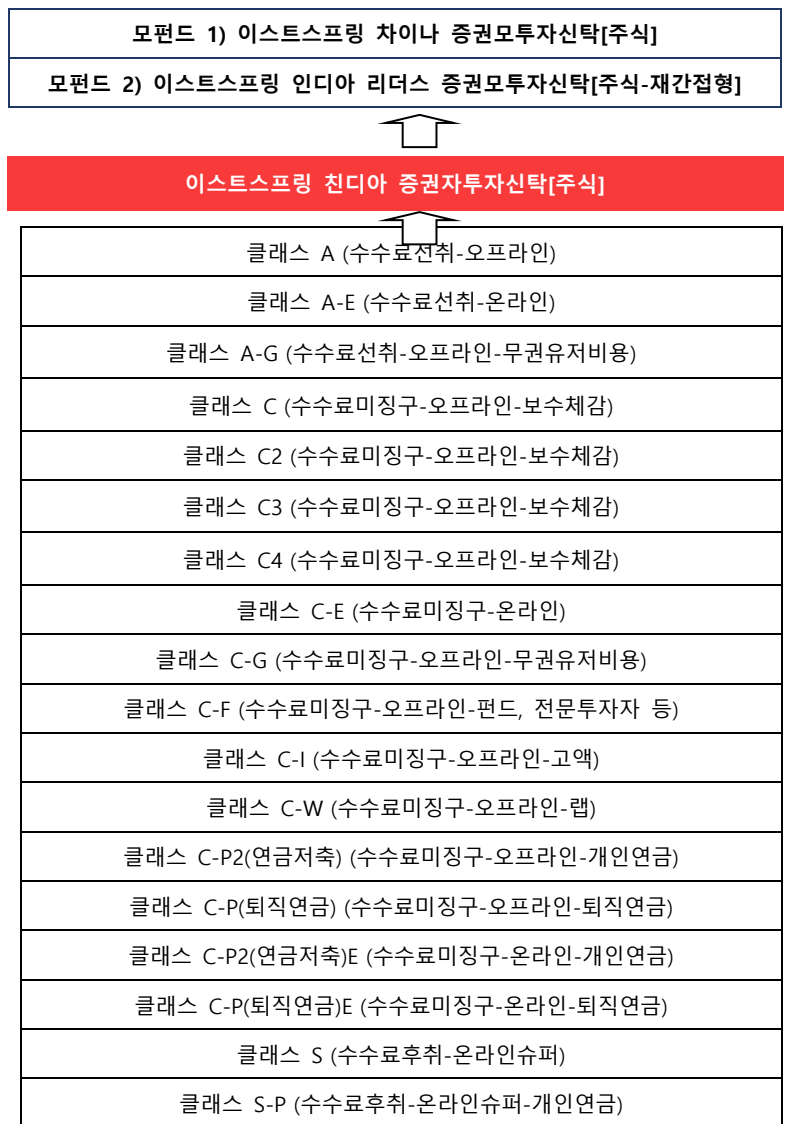 모펀드 1) 이스트스프링 차이나 증권모투자신탁[주식]
모펀드 2) 이스트스프링 인디아 리더스 증권모투자신탁[주식-재간접형]
이스트스프링 친디아 증권자투자신탁[주식]
클래스 A (수수료선취-오프라인)
클래스 A-E (수수료선취-온라인)
클래스 A-G (수수료선취-오프라인-무권유저비용)
클래스 C (수수료미징구-오프라인-보수체감)
클래스 C2 (수수료미징구-오프라인-보수체감)
클래스 C3 (수수료미징구-오프라인-보수체감)
클래스 C4 (수수료미징구-오프라인-보수체감)
클래스 C-E (수수료미징구-온라인)
클래스 C-G (수수료미징구-오프라인-무권유저비용)
클래스 C-F (수수료미징구-오프라인-펀드, 전문투자자 등)
클래스 C-I (수수료미징구-오프라인-고액)
클래스 C-W (수수료미징구-오프라인-랩)
클래스 C-P2(연금저축) (수수료미징구-오프라인-개인연금)
클래스 C-P(퇴직연금) (수수료미징구-오프라인-퇴직연금)
클래스 C-P2(연금저축)E (수수료미징구-온라인-개인연금)
클래스 C-P(퇴직연금)E (수수료미징구-온라인-퇴직연금)
클래스 S (수수료후취-온라인슈퍼)
클래스 S-P (수수료후취-온라인슈퍼-개인연금)